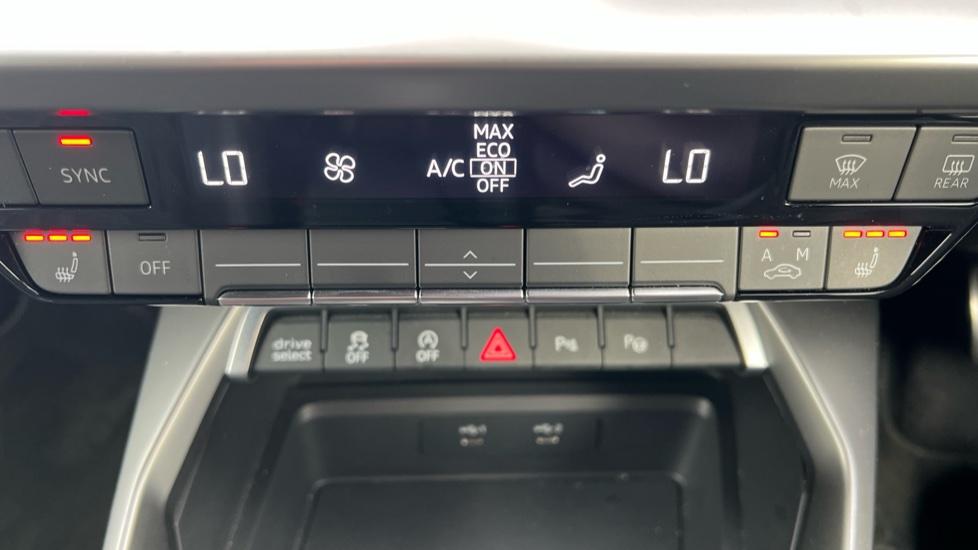 MAX
ECO
SYNC LO A/C ON LO MAX REAR
OFF
OFF A M
drive select OFF OFF